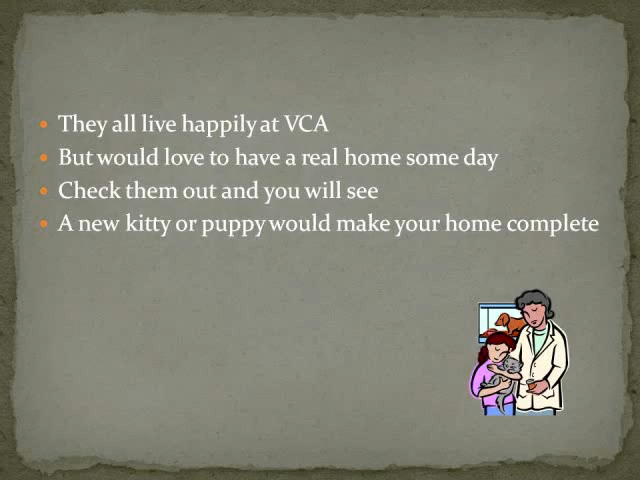 They all live happily at VCA
But would love to have a real home some day
Check them out and you will see
A new kitty or puppy would make your home complete